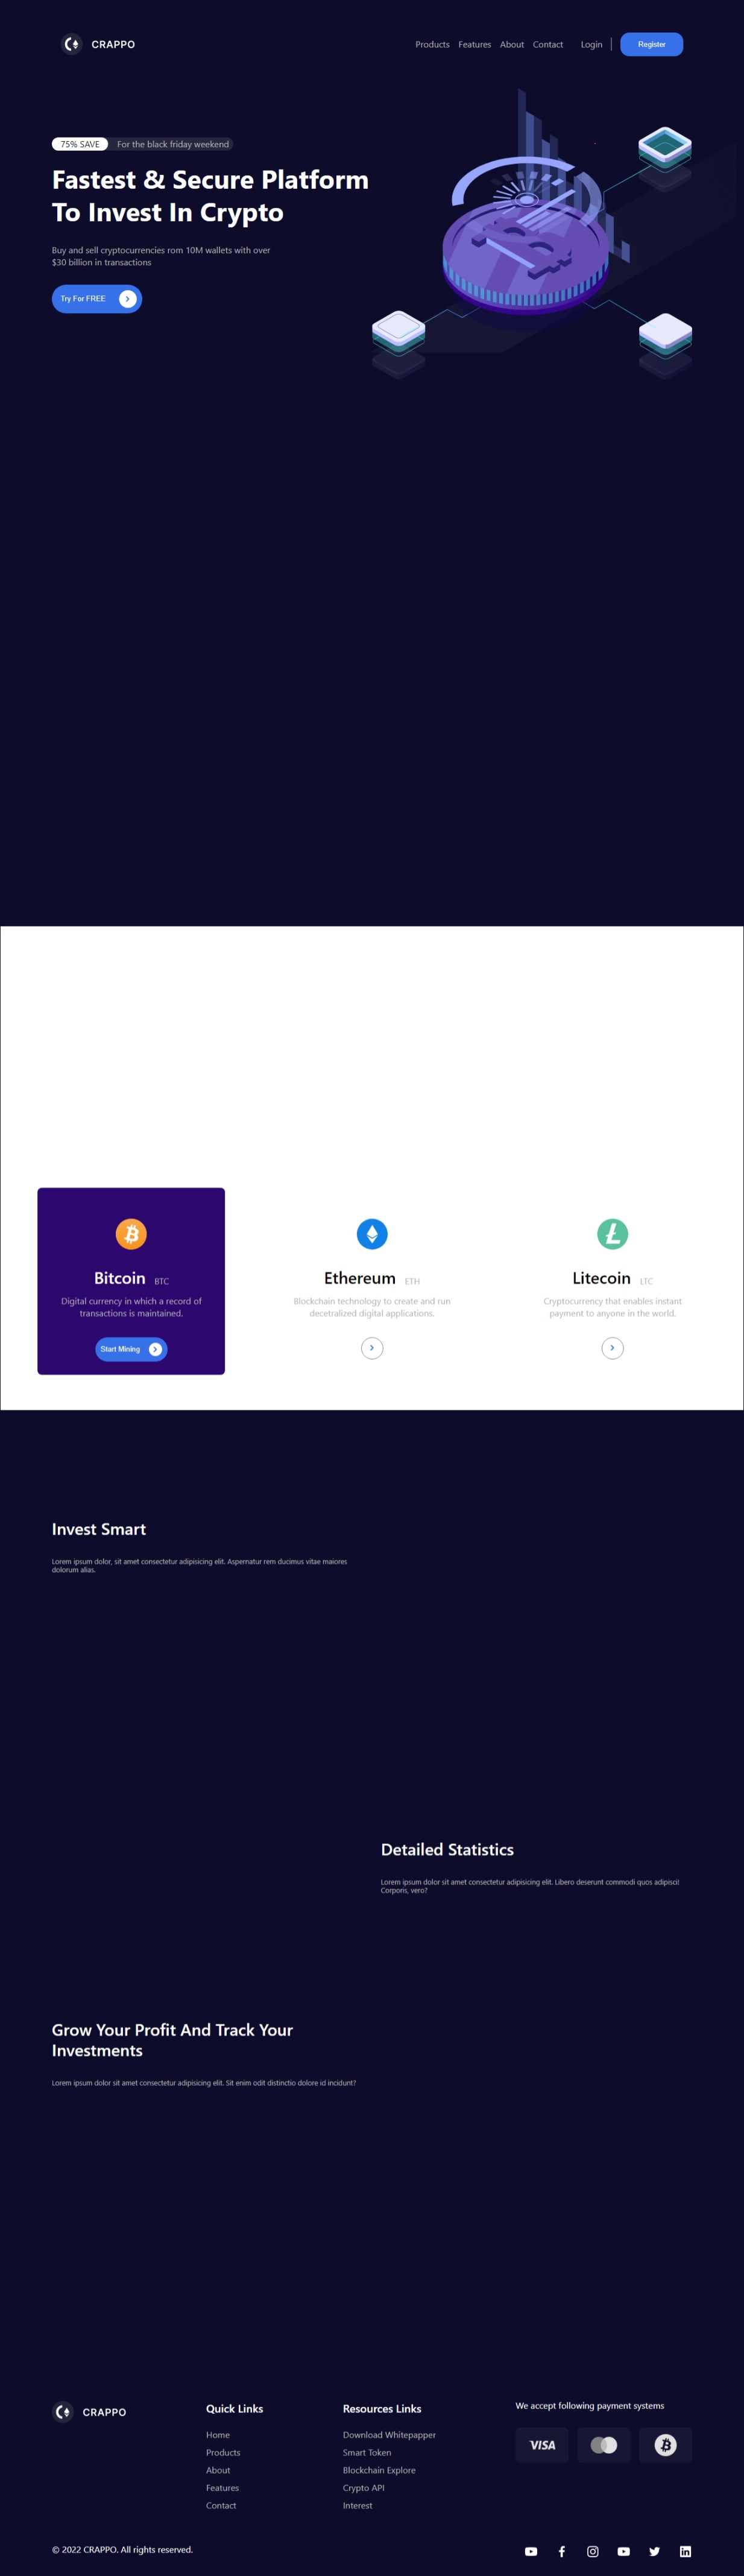 CRAPPO
Products Features About Contact Login Register
75% SAVE For the black friday weekend
Fastest & Secure Platform
To Invest In Crypto
Buy and sell cryptocurrencies rom 10M wallets with over
$30 billion in transactions
Try For FREE
Bitcoin BTC
Digital currency in which a record of
transactions is maintained.
Start Mining
Ethereum ETH
Blockchain technology to create and run
decetralized digital applications.
Litecoin LTC
Cryptocurrency that enables instant
payment to anyone in the world.
Invest Smart
Lorem ipsum dolor, sit amet consectetur adipisicing elit. Aspernatur rem ducimus vitae maiores
dolorum alias.
Detailed Statistics
Lorem ipsum dolor sit amet consectetur adipisicing elit. Libero deserunt commodi quos adipisci!
Corporis, vero?
Grow Your Profit And Track Your
Investments
Lorem ipsum dolor sit amet consectetur adipisicing elit. Sit enim odit distinctio dolore id incidunt?
CRAPPO
Quick Links
Home
Products
About
Features
Contact
Resources Links
Download Whitepapper
Smart Token
Blockchain Explore
Crypto API
Interest
We accept following payment systems
VISA
© 2022 CRAPPO. All rights reserved.